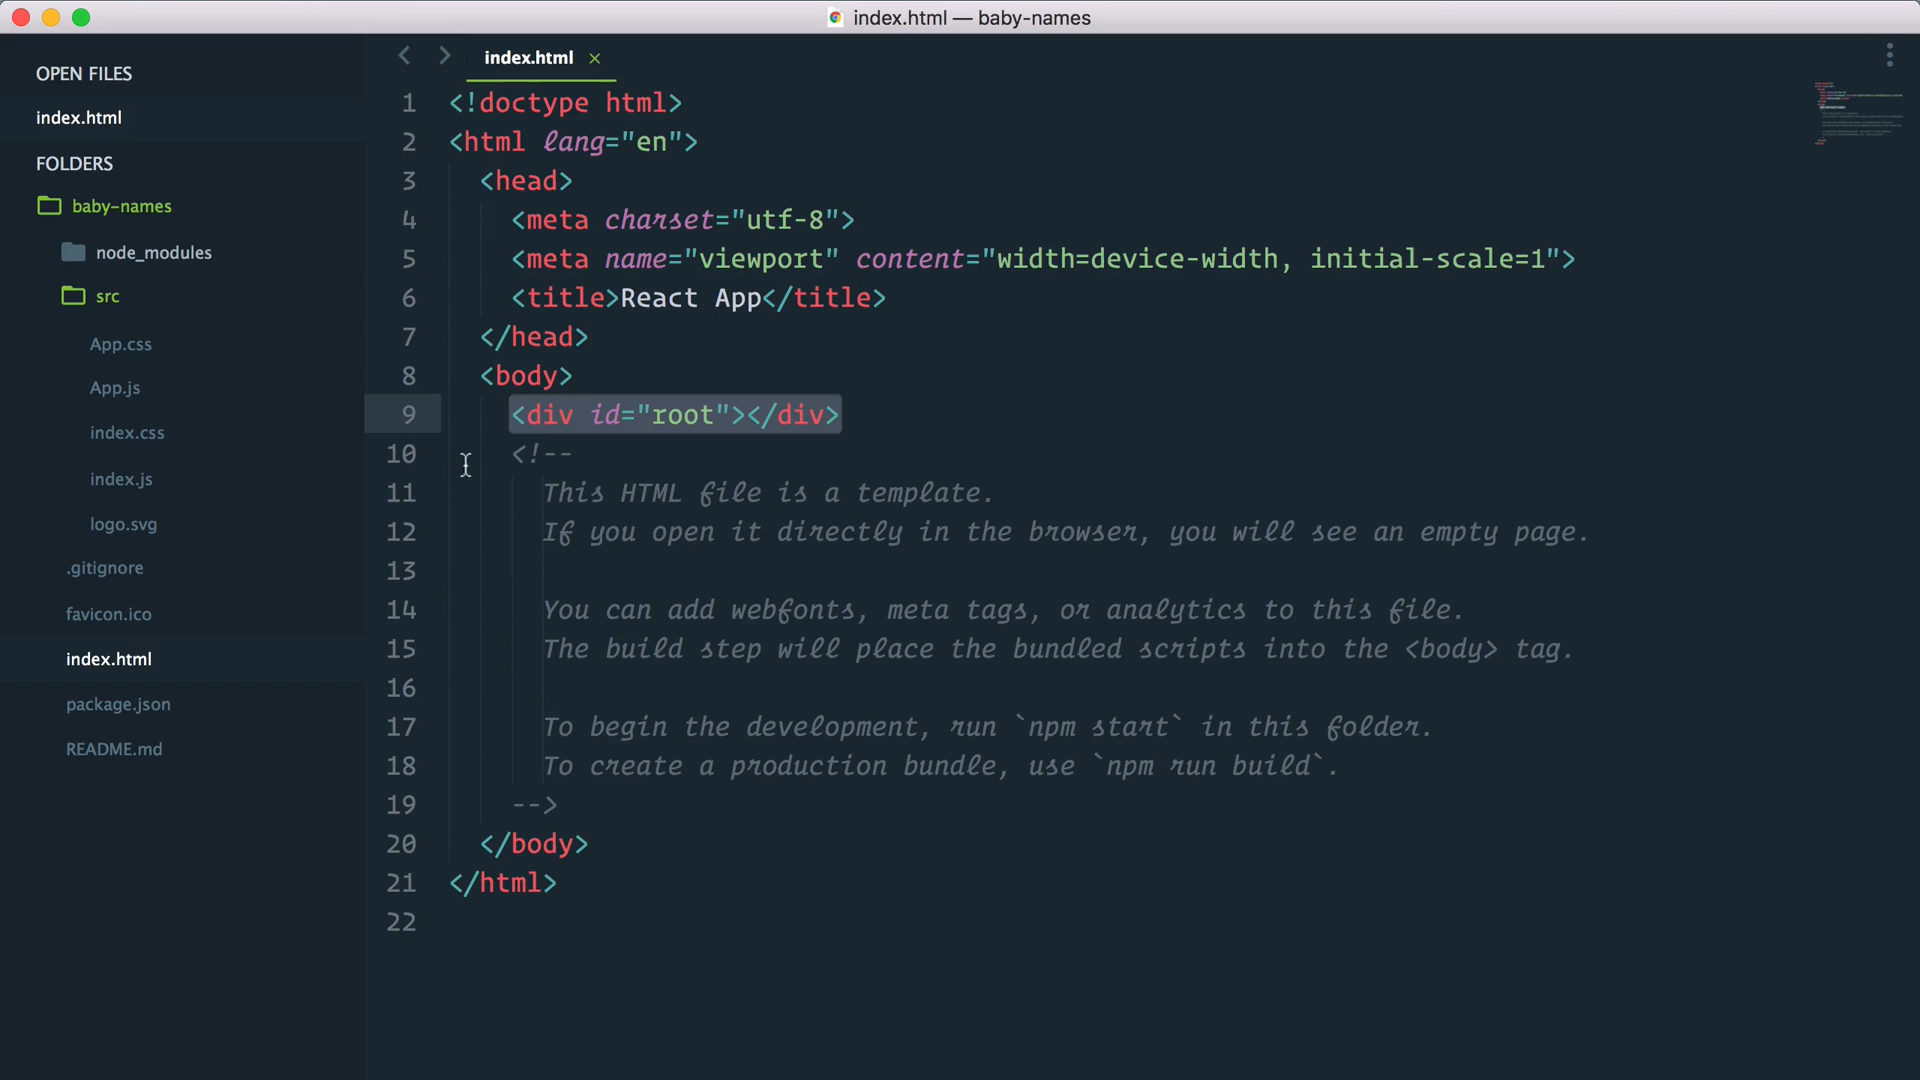 index.html — baby-names
OPEN FILES
index.html
FOLDERS
baby-names
node_modules
src
App.css
App.js
index.css
index.js
logo.svg
.gitignore
favicon.ico
index.html
package.json
README.md
index.html ×
1 <!doctype html>
2 <html lang="en">
3 <head>
4 <meta charset="utf-8">
5 <meta name="viewport" content="width=device-width, initial-scale=1">
6 <title>React App</title>
7 </head>
8 <body>
9 <div id="root"></div>
10 <!--
11 This HTML file is a template.
12 If you open it directly in the browser, you will see an empty page.
13
14 You can add webfonts, meta tags, or analytics to this file.
15 The build step will place the bundled scripts into the <body> tag.
16
17 To begin the development, run `npm start` in this folder.
18 To create a production bundle, use `npm run build`.
19 -->
20 </body>
21 </html>
22